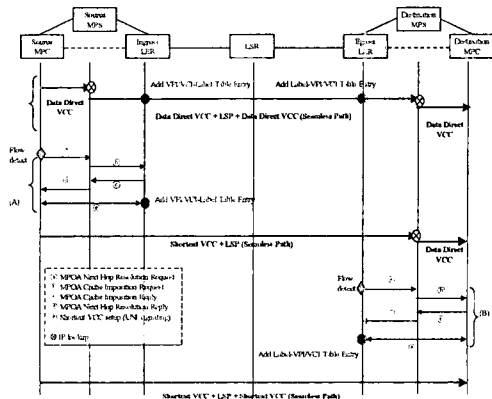 Source
MPS
Destination
MPS
Source
MPC
Ingress
LER
LSR
Egress
LER
Destination
MPC
Add VPI/VCI-Label Table Entry
Add Label-VPI/VCI Table Entry
Data Direct
VCC
Data Direct VCC + LSP + Data Direct VCC (Seamless Path)
Data Direct
VCC
Flow
detect
(A)
Add VPI/VCI-Label Table Entry
Shortcut VCC + LSP (Seamless Path)
Data Direct
VCC
MPOA Next Hop Resolution Request
MPOA Cache Imposition Request
MPOA Cache Imposition Reply
MPOA Next Hop Resolution Reply
Shortcut VCC setup (UNI signaling)
IP lookup
Flow
detect
(B)
Add Label-VPI/VCI Table Entry
Shortcut VCC + LSP + Shortcut VCC (Seamless Path)